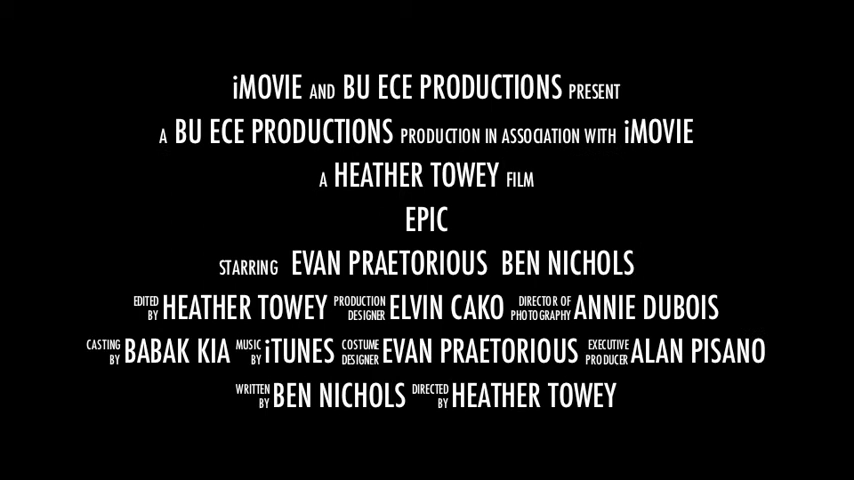 iMOVIE AND BU ECE PRODUCTIONS PRESENT
A BU ECE PRODUCTIONS PRODUCTION IN ASSOCIATION WITH iMOVIE
A HEATHER TOWEY FILM
EPIC
STARRING EVAN PRAETORIOUS BEN NICHOLS
EDITED BY HEATHER TOWEY PRODUCTION DESIGNER ELVIN CAKO DIRECTOR OF PHOTOGRAPHY ANNIE DUBOIS
CASTING BY BABAK KIA MUSIC BY iTUNES COSTUME DESIGNER EVAN PRAETORIOUS EXECUTIVE PRODUCER ALAN PISANO
WRITTEN BY BEN NICHOLS DIRECTED BY HEATHER TOWEY